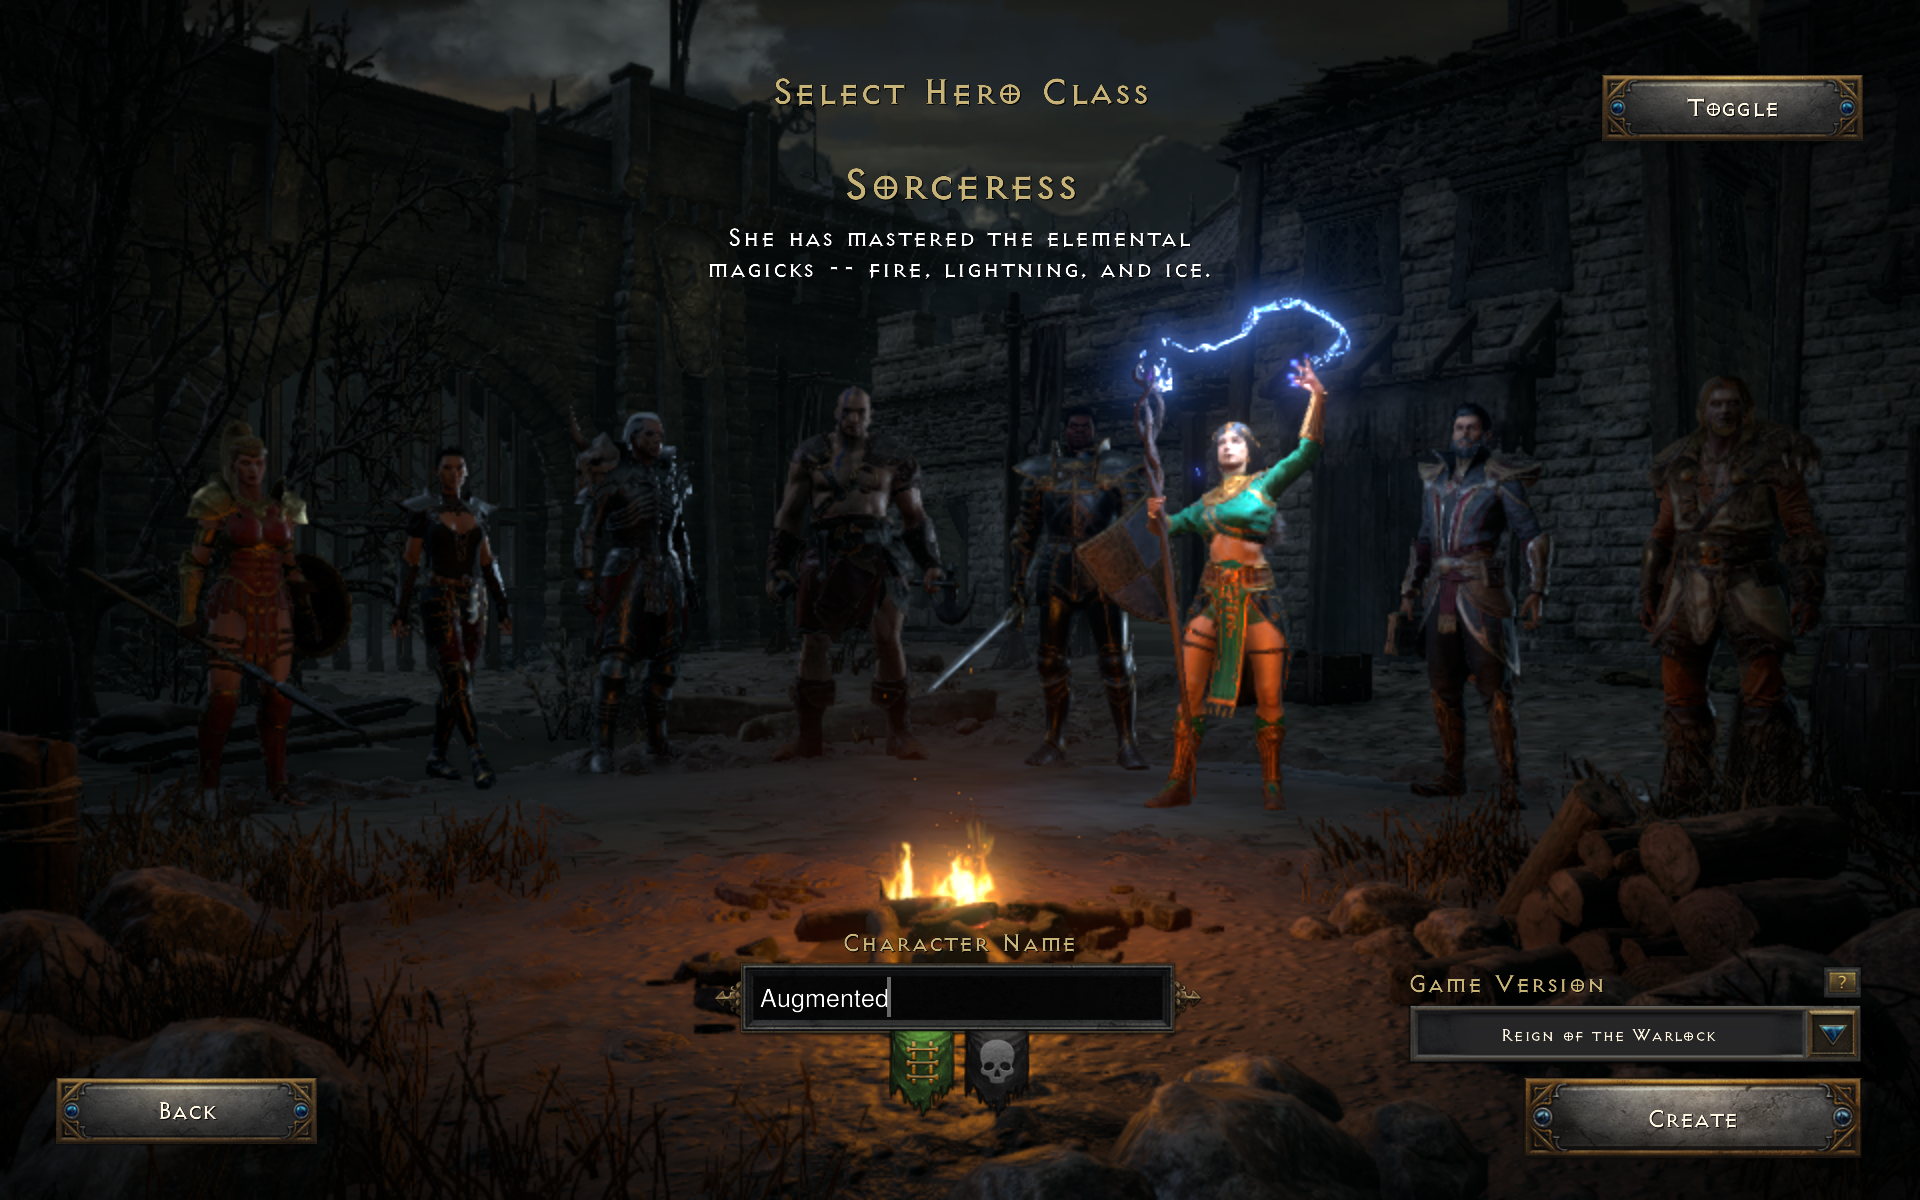 Select Hero Class
Toggle
Sorceress
She has mastered the elemental
magicks -- fire, lightning, and ice.
Character Name
Augmented
Game Version
?
Reign of the Warlock
Back
Create